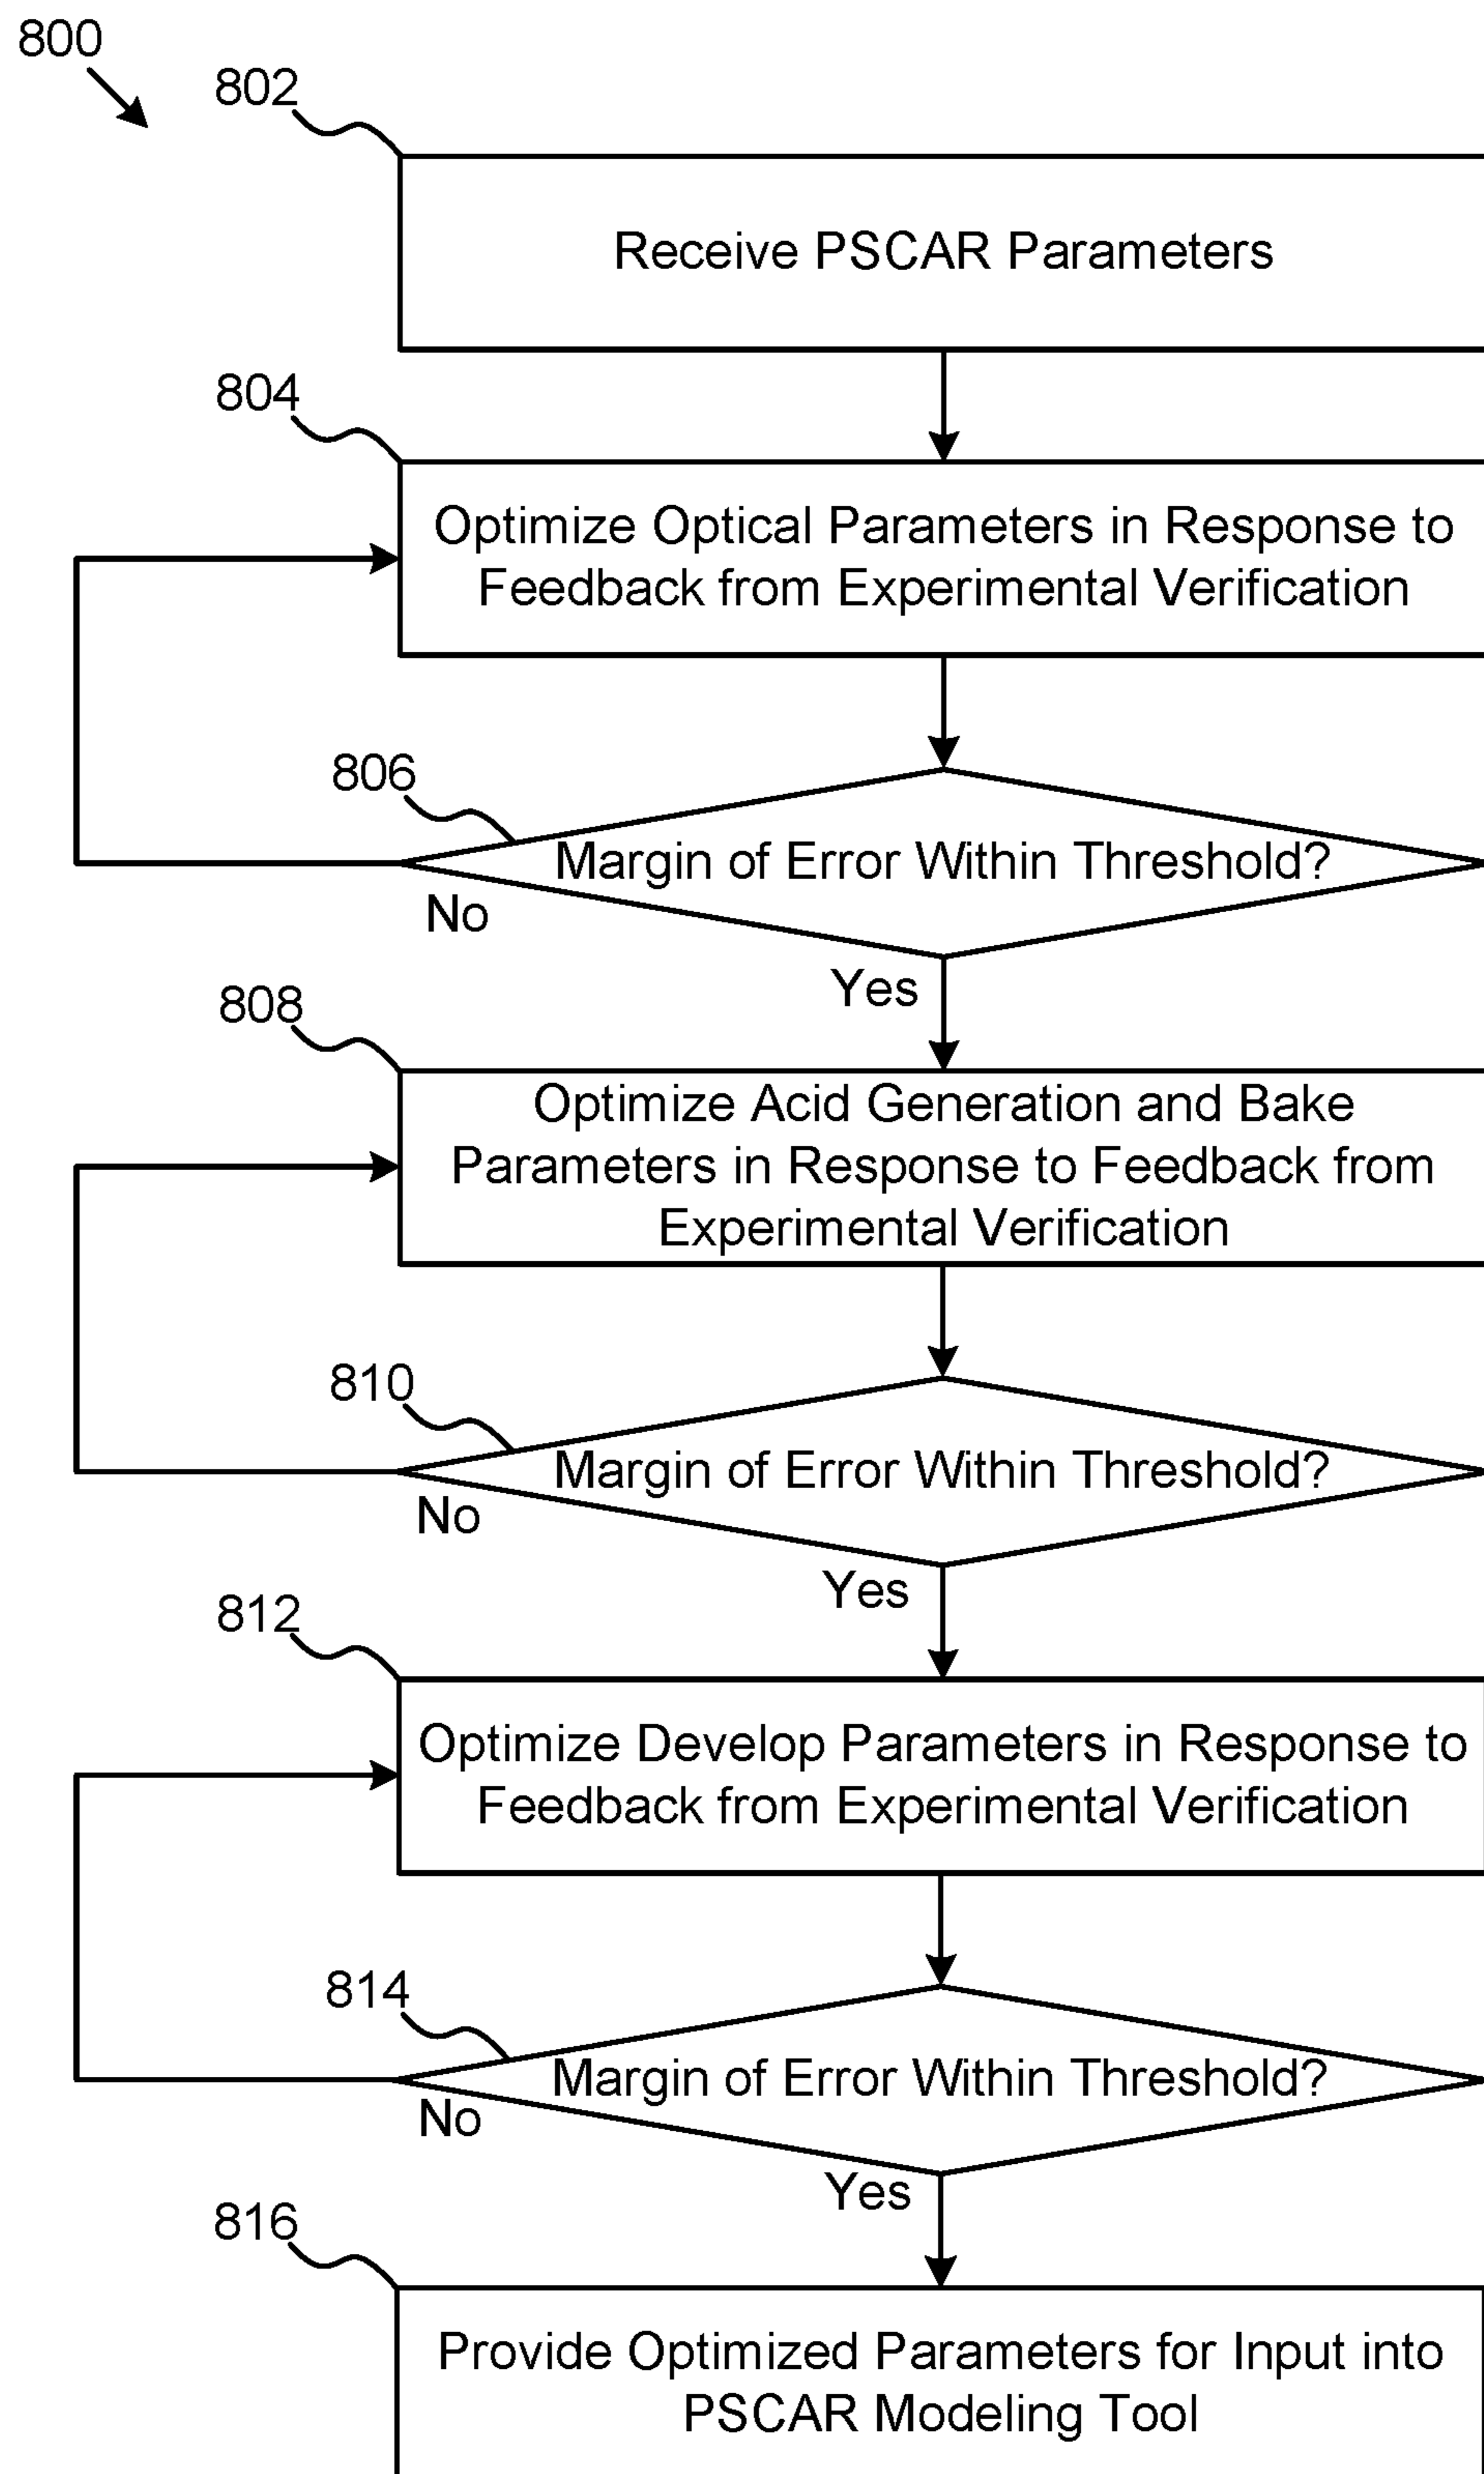 800
802
Receive PSCAR Parameters
804
Optimize Optical Parameters in Response to
Feedback from Experimental Verification
806
Margin of Error Within Threshold?
No
Yes
808
Optimize Acid Generation and Bake
Parameters in Response to Feedback from
Experimental Verification
810
Margin of Error Within Threshold?
No
Yes
812
Optimize Develop Parameters in Response to
Feedback from Experimental Verification
814
Margin of Error Within Threshold?
No
Yes
816
Provide Optimized Parameters for Input into
PSCAR Modeling Tool